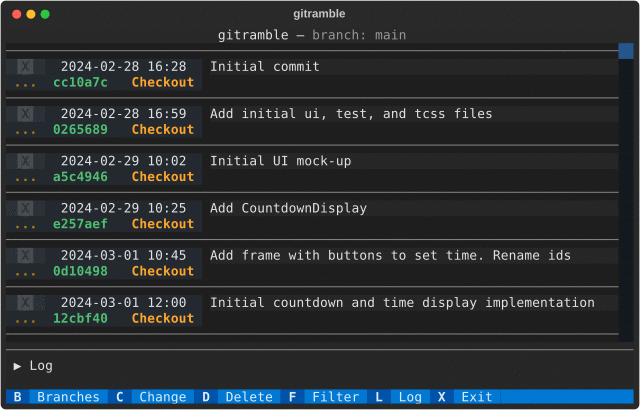 gitramble
gitramble — branch: main
X 2024-02-28 16:28 Initial commit
... cc10a7c Checkout
X 2024-02-28 16:59 Add initial ui, test, and tcss files
... 0265689 Checkout
X 2024-02-29 10:02 Initial UI mock-up
... a5c4946 Checkout
X 2024-02-29 10:25 Add CountdownDisplay
... e257aef Checkout
X 2024-03-01 10:45 Add frame with buttons to set time. Rename ids
... 0d10498 Checkout
X 2024-03-01 12:00 Initial countdown and time display implementation
... 12cbf40 Checkout
▶ Log
B Branches C Change D Delete F Filter L Log X Exit